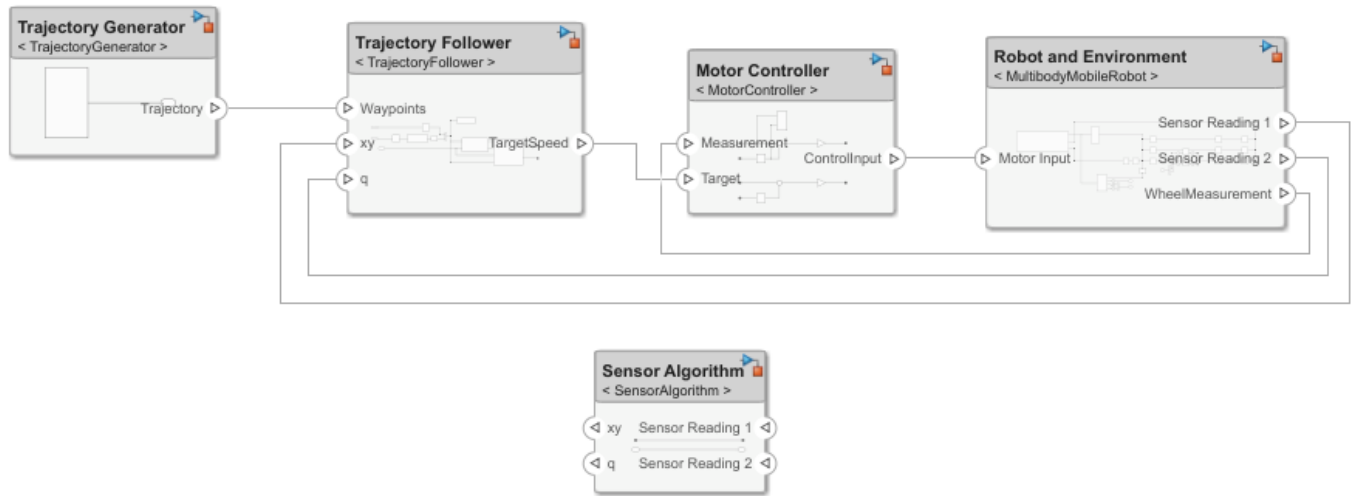 Trajectory Generator
< TrajectoryGenerator >
Trajectory
Trajectory Follower
< TrajectoryFollower >
Waypoints
xy
TargetSpeed
q
Motor Controller
< MotorController >
Measurement
ControlInput
Target
Robot and Environment
< MultibodyMobileRobot >
Sensor Reading 1
Motor Input
Sensor Reading 2
WheelMeasurement
Sensor Algorithm
< SensorAlgorithm >
xy Sensor Reading 1
q Sensor Reading 2